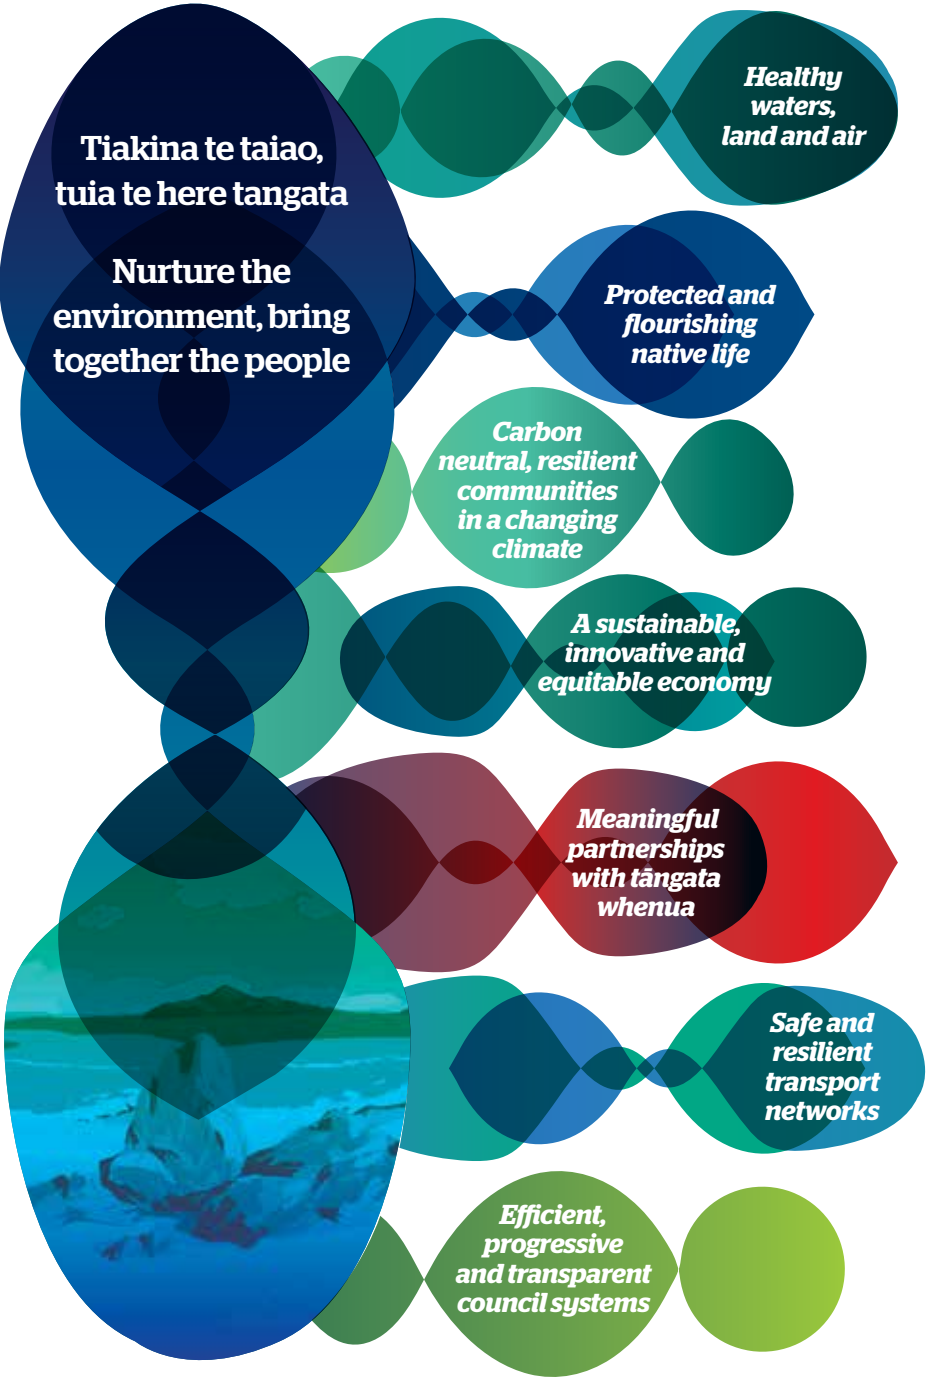 Tiakina te taiao,
tuia te here tangata
Nurture the
environment, bring
together the people
Healthy
waters,
land and air
Protected and
flourishing
native life
Carbon
neutral, resilient
communities
in a changing
climate
A sustainable,
innovative and
equitable economy
Meaningful
partnerships
with tāngata
whenua
Safe and
resilient
transport
networks
Efficient,
progressive
and transparent
council systems